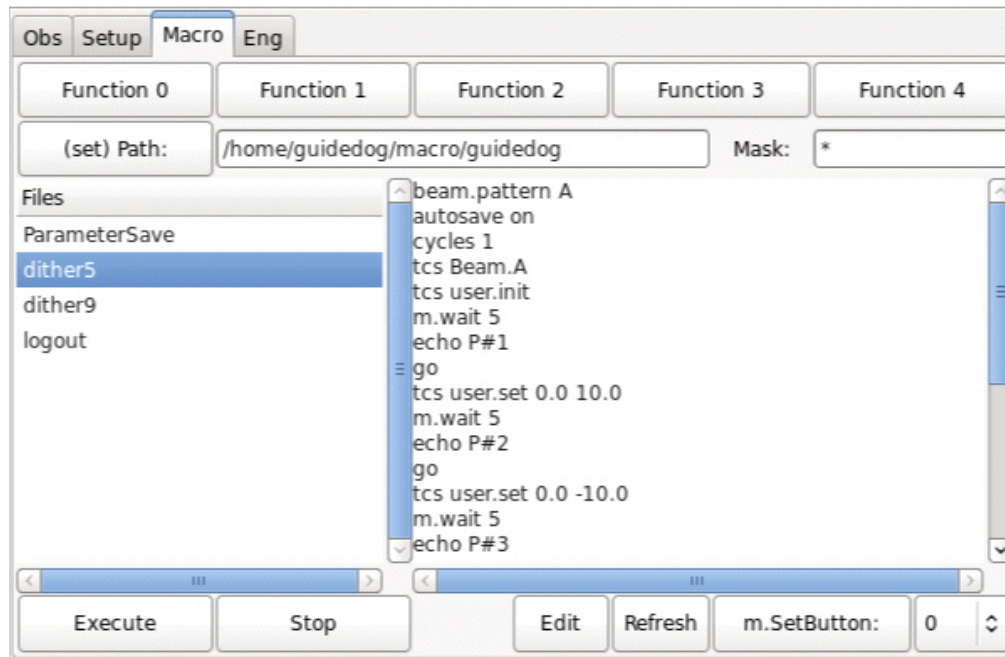 Obs Setup Macro Eng
Function 0 Function 1 Function 2 Function 3 Function 4
(set) Path: /home/guidedog/macro/guidedog Mask: *
Files
ParameterSave
dither5
dither9
logout
beam.pattern A
autosave on
cycles 1
tcs Beam.A
tcs user.init
m.wait 5
echo P#1
go
tcs user.set 0.0 10.0
m.wait 5
echo P#2
go
tcs user.set 0.0 -10.0
m.wait 5
echo P#3
Execute Stop Edit Refresh m.SetButton: 0